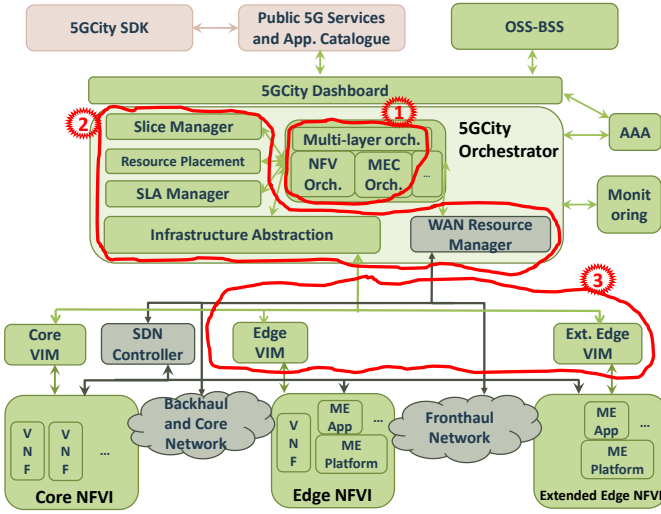 5GCity SDK
Public 5G Services
and App. Catalogue
OSS-BSS
5GCity Dashboard
1
2
Slice Manager
Multi-layer orch.
5GCity
Orchestrator
AAA
Resource Placement
NFV
Orch.
MEC
Orch.
...
SLA Manager
Monit
oring
Infrastructure Abstraction
WAN Resource
Manager
3
Core
VIM
SDN
Controller
Edge
VIM
Ext. Edge
VIM
Backhaul
and Core
Network
Fronthaul
Network
V
N
F
V
N
F
...
Core NFVI
V
N
F
ME
App
...
ME
Platform
Edge NFVI
ME
App
...
ME
Platform
Extended Edge NFVI